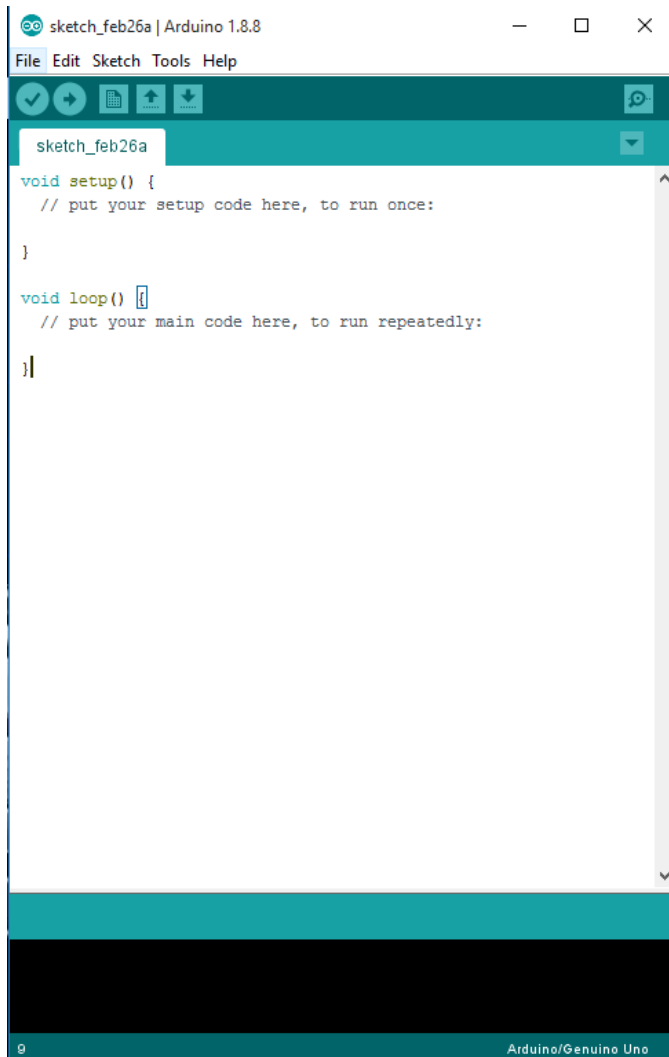 sketch_feb26a | Arduino 1.8.8
File Edit Sketch Tools Help
sketch_feb26a
void setup() {
  // put your setup code here, to run once:
}
void loop() {
  // put your main code here, to run repeatedly:
}
9 Arduino/Genuino Uno